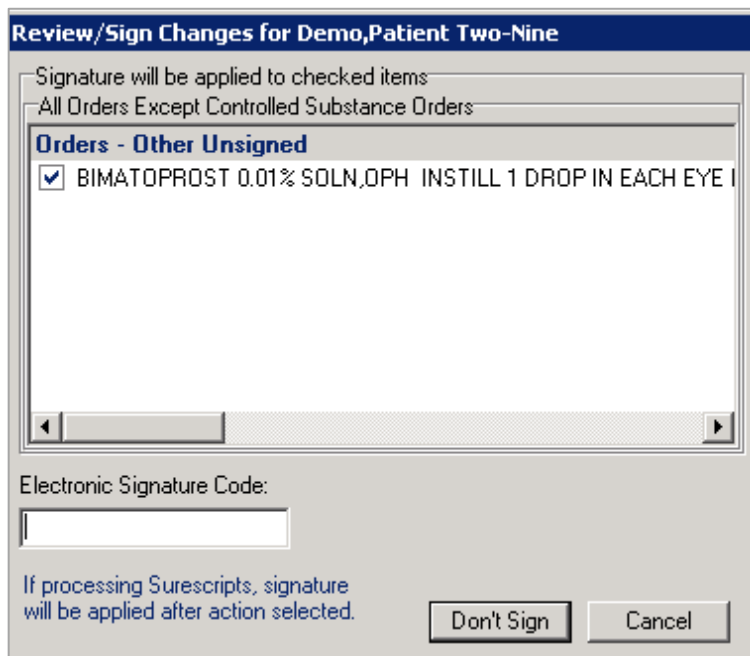 Review/Sign Changes for Demo,Patient Two-Nine
Signature will be applied to checked items
All Orders Except Controlled Substance Orders
Orders - Other Unsigned
BIMATOPROST 0.01% SOLN,OPH INSTILL 1 DROP IN EACH EYE
Electronic Signature Code:
If processing Surescripts, signature
will be applied after action selected.
Don't Sign
Cancel